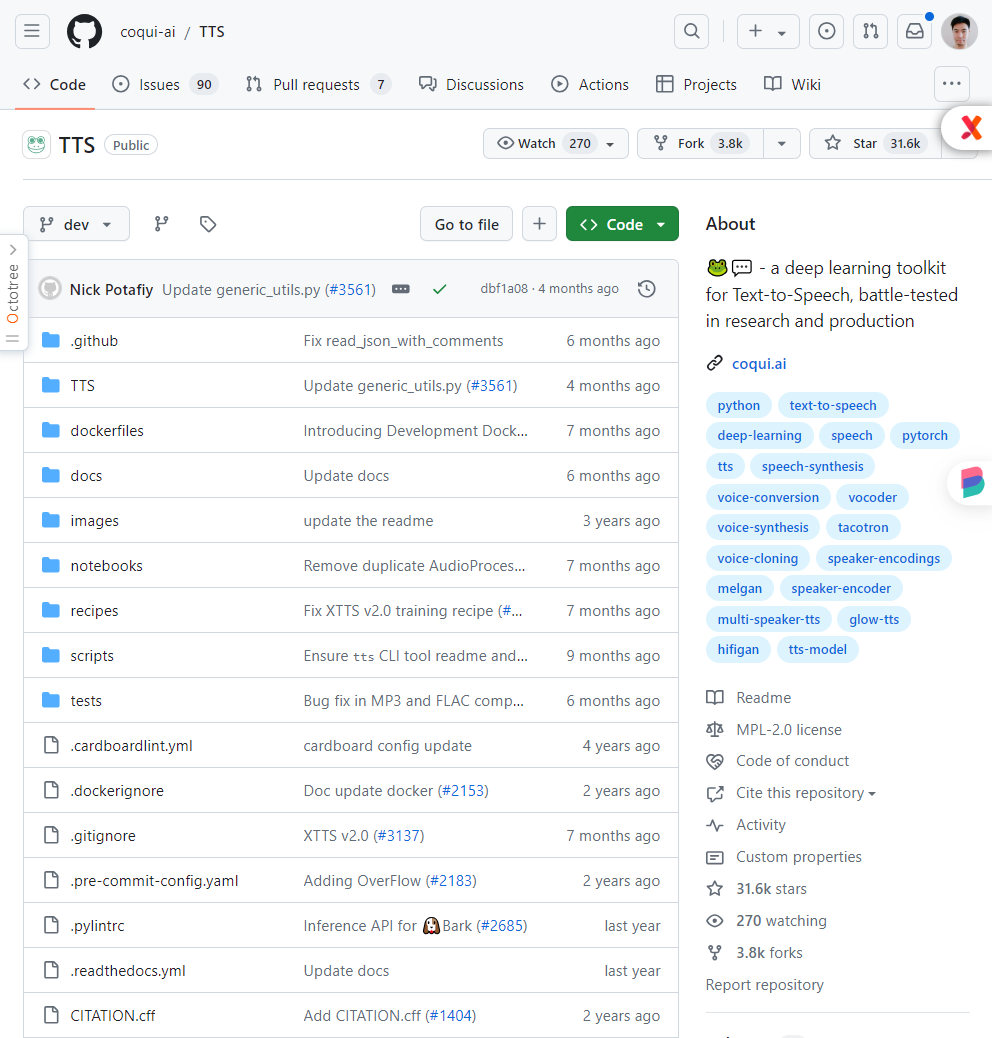 coqui-ai / TTS
Code Issues 90 Pull requests 7 Discussions Actions Projects Wiki
TTS Public Watch 270 Fork 3.8k Star 31.6k
dev Go to file Code
Octotree
Nick Potafiy Update generic_utils.py (#3561) dbf1a08 · 4 months ago
.github Fix read_json_with_comments 6 months ago
TTS Update generic_utils.py (#3561) 4 months ago
dockerfiles Introducing Development Dock... 7 months ago
docs Update docs 6 months ago
images update the readme 3 years ago
notebooks Remove duplicate AudioProces... 7 months ago
recipes Fix XTTS v2.0 training recipe (#... 7 months ago
scripts Ensure tts CLI tool readme and... 9 months ago
tests Bug fix in MP3 and FLAC comp... 6 months ago
.cardboardlint.yml cardboard config update 4 years ago
.dockerignore Doc update docker (#2153) 2 years ago
.gitignore XTTS v2.0 (#3137) 7 months ago
.pre-commit-config.yaml Adding OverFlow (#2183) 2 years ago
.pylintrc Inference API for 🐶Bark (#2685) last year
.readthedocs.yml Update docs last year
CITATION.cff Add CITATION.cff (#1404) 2 years ago
About
🐸💬 - a deep learning toolkit
for Text-to-Speech, battle-tested
in research and production
coqui.ai
python text-to-speech
deep-learning speech pytorch
tts speech-synthesis
voice-conversion vocoder
voice-synthesis tacotron
voice-cloning speaker-encodings
melgan speaker-encoder
multi-speaker-tts glow-tts
hifigan tts-model
Readme
MPL-2.0 license
Code of conduct
Cite this repository
Activity
Custom properties
31.6k stars
270 watching
3.8k forks
Report repository